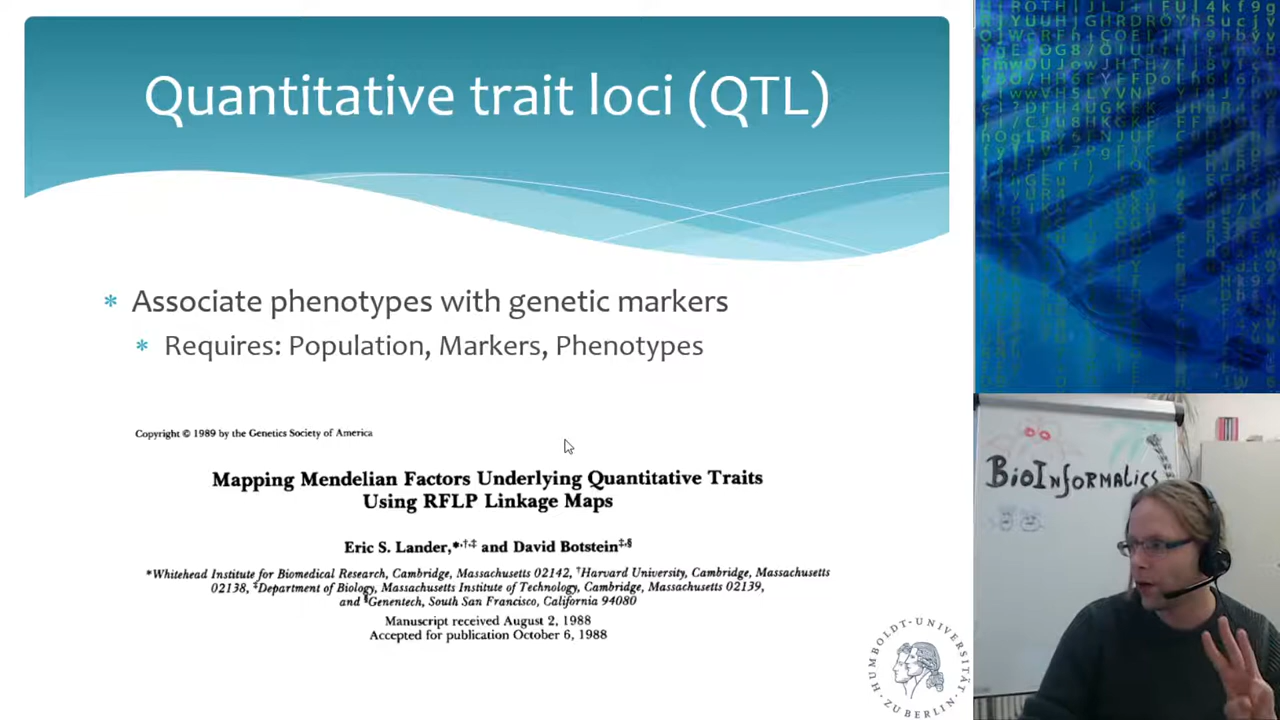 Quantitative trait loci (QTL)
* Associate phenotypes with genetic markers
* Requires: Population, Markers, Phenotypes
Copyright © 1989 by the Genetics Society of America
Mapping Mendelian Factors Underlying Quantitative Traits
Using RFLP Linkage Maps
Eric S. Lander,*,†,‡ and David Botstein‡,§
*Whitehead Institute for Biomedical Research, Cambridge, Massachusetts 02142, †Harvard University, Cambridge, Massachusetts
02138, ‡Department of Biology, Massachusetts Institute of Technology, Cambridge, Massachusetts 02139,
and §Genentech, South San Francisco, California 94080
Manuscript received August 2, 1988
Accepted for publication October 6, 1988
HUMBOLDT-UNIVERSITÄT
ZU BERLIN
BioInformatics